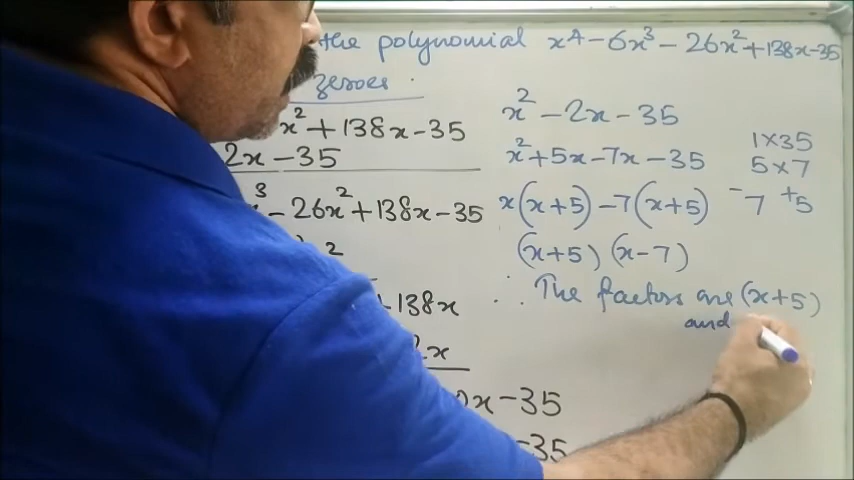 the polynomial x⁴ - 6x³ - 26x² + 138x - 35
zeroes .
x² + 138x - 35
2x - 35
³ - 26x² + 138x - 35
²
138x
2x
x - 35
- 35
x² - 2x - 35
x² + 5x - 7x - 35
x(x+5) - 7(x+5)
(x+5) (x-7)
∴ The factors are (x+5)
and
1×35
5×7
-7 +5